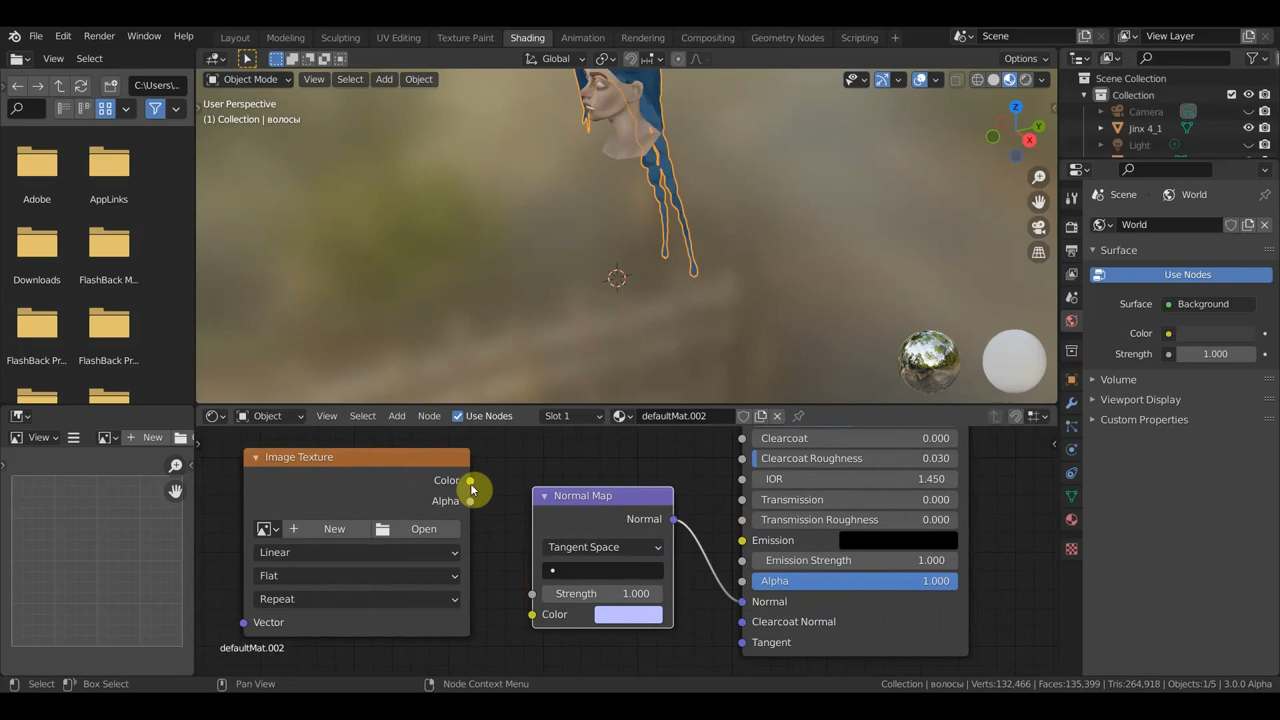 File Edit Render Window Help
Layout Modeling Sculpting UV Editing Texture Paint Shading Animation Rendering Compositing Geometry Nodes Scripting +
Scene View Layer
View Select
C:\Users\...
Adobe AppLinks
Downloads FlashBack M...
FlashBack Pr... FlashBack Pr...
Global Options
Object Mode View Select Add Object
User Perspective
(1) Collection | волосы
Z
Y
X
Scene Collection
Collection
Camera
Jinx 4_1
Light
Scene World
World
Surface
Use Nodes
Surface Background
Color
Strength 1.000
Volume
Viewport Display
Custom Properties
View + New
Object View Select Add Node Use Nodes Slot 1 defaultMat.002
Image Texture
Color
Alpha
+ New Open
Linear
Flat
Repeat
Vector
defaultMat.002
Normal Map
Normal
Tangent Space
Strength 1.000
Color
Clearcoat 0.000
Clearcoat Roughness 0.030
IOR 1.450
Transmission 0.000
Transmission Roughness 0.000
Emission
Emission Strength 1.000
Alpha 1.000
Normal
Clearcoat Normal
Tangent
Select Box Select Pan View Node Context Menu
Collection | волосы Verts:132,466 | Faces:135,399 | Tris:264,918 | Objects:1/5 | 3.0.0 Alpha